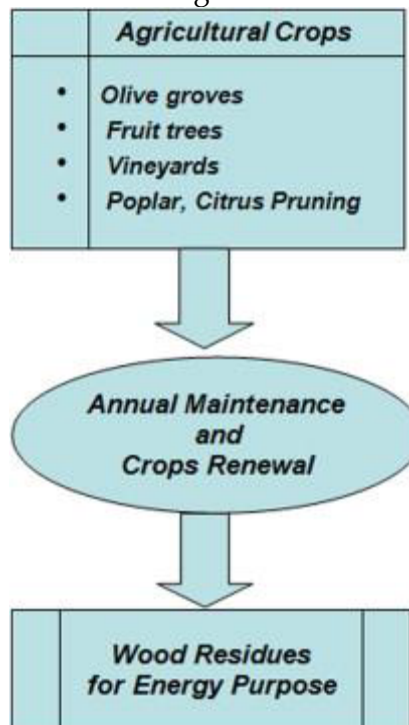 Agricultural Crops
• Olive groves
• Fruit trees
• Vineyards
• Poplar, Citrus Pruning
Annual Maintenance
and
Crops Renewal
Wood Residues
for Energy Purpose